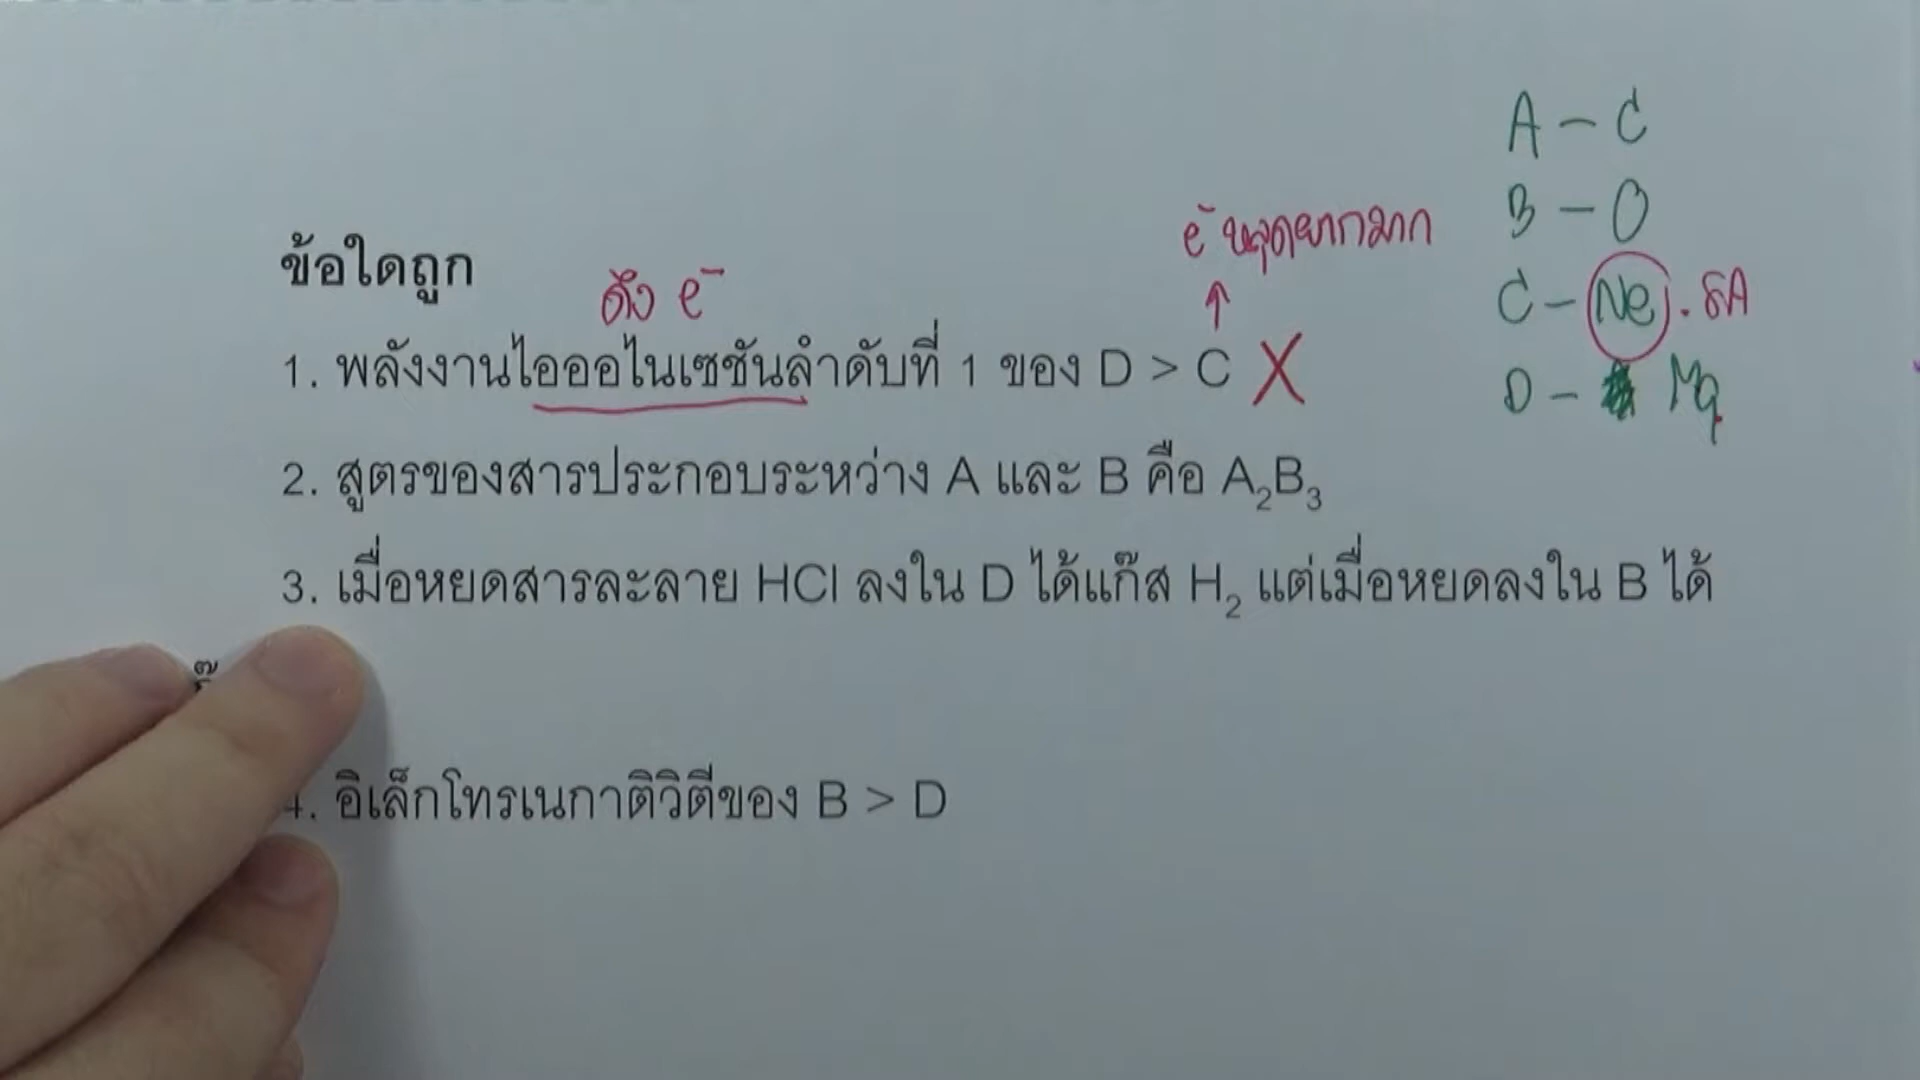 A - C
B - O
C - Ne . 8A
D - Mg
e⁻ หลุดยากมาก
ข้อใดถูก
ดึง e⁻
1. พลังงานไอออไนเซชันลำดับที่ 1 ของ D > C X
2. สูตรของสารประกอบระหว่าง A และ B คือ A₂B₃
3. เมื่อหยดสารละลาย HCl ลงใน D ได้แก๊ส H₂ แต่เมื่อหยดลงใน B ได้
4. อิเล็กโทรเนกาติวิตีของ B > D